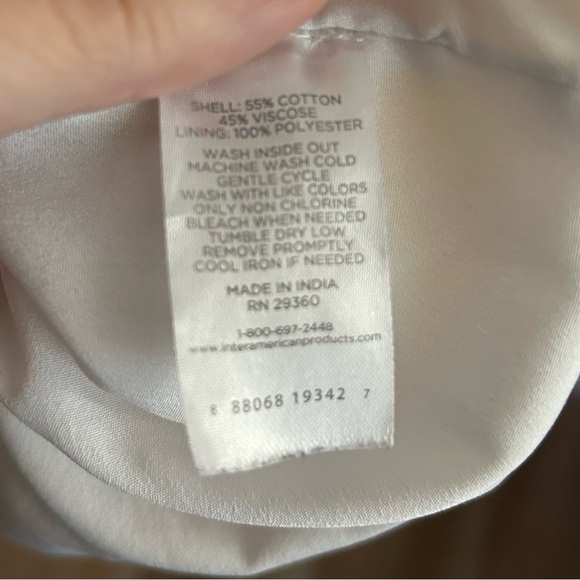 SHELL: 55% COTTON
45% VISCOSE
LINING: 100% POLYESTER
WASH INSIDE OUT
MACHINE WASH COLD
GENTLE CYCLE
WASH WITH LIKE COLORS
ONLY NON CHLORINE
BLEACH WHEN NEEDED
TUMBLE DRY LOW
REMOVE PROMPTLY
COOL IRON IF NEEDED
MADE IN INDIA
RN 29360
1-800-697-2448
www.interamericanproducts.com
8 88068 19342 7